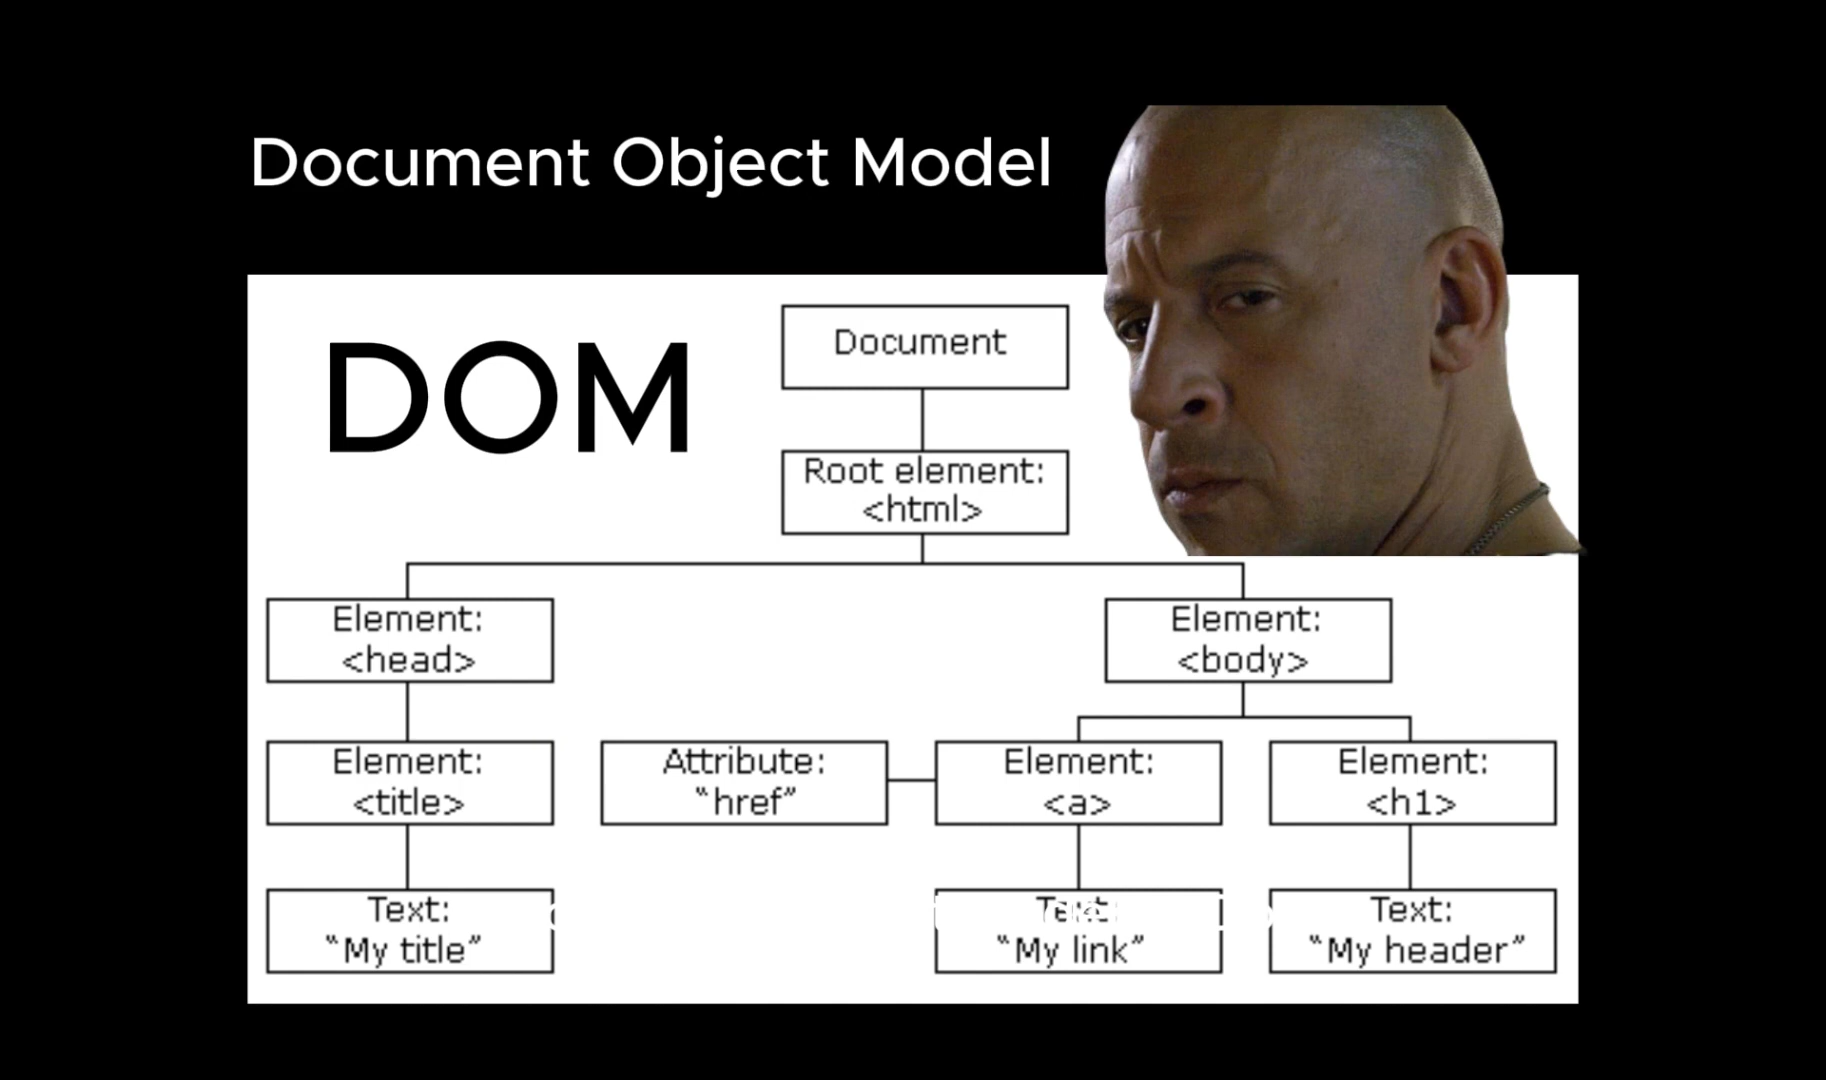 Document Object Model
DOM
Document
Root element:
<html>
Element:
<head>
Element:
<body>
Element:
<title>
Attribute:
“href”
Element:
<a>
Element:
<h1>
Text:
“My title”
Text:
“My link”
Text:
“My header”